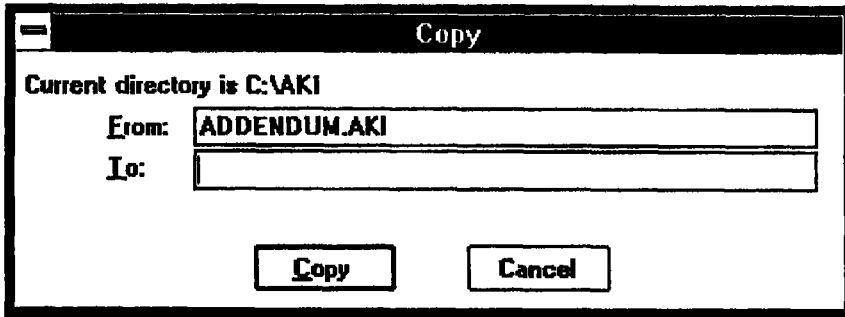 Copy
Current directory is C:\AKI
From: ADDENDUM.AKI
To:
Copy Cancel